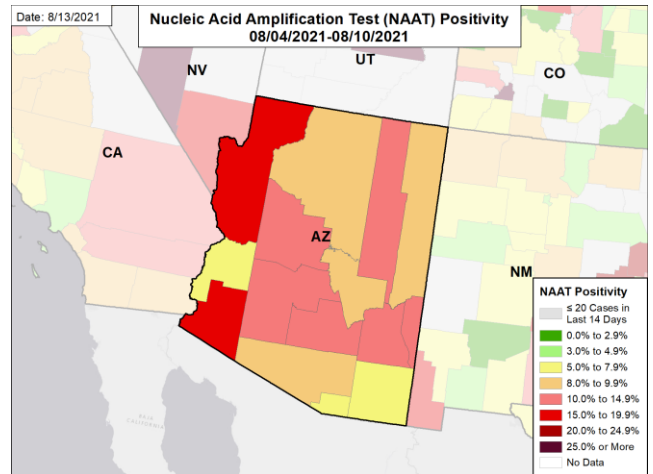 Date: 8/13/2021
Nucleic Acid Amplification Test (NAAT) Positivity
08/04/2021-08/10/2021
UT
NV
CO
CA
AZ
NM
NAAT Positivity
≤ 20 Cases in
Last 14 Days
0.0% to 2.9%
3.0% to 4.9%
5.0% to 7.9%
8.0% to 9.9%
10.0% to 14.9%
15.0% to 19.9%
20.0% to 24.9%
25.0% or More
No Data
BAJA
CALIFORNIA